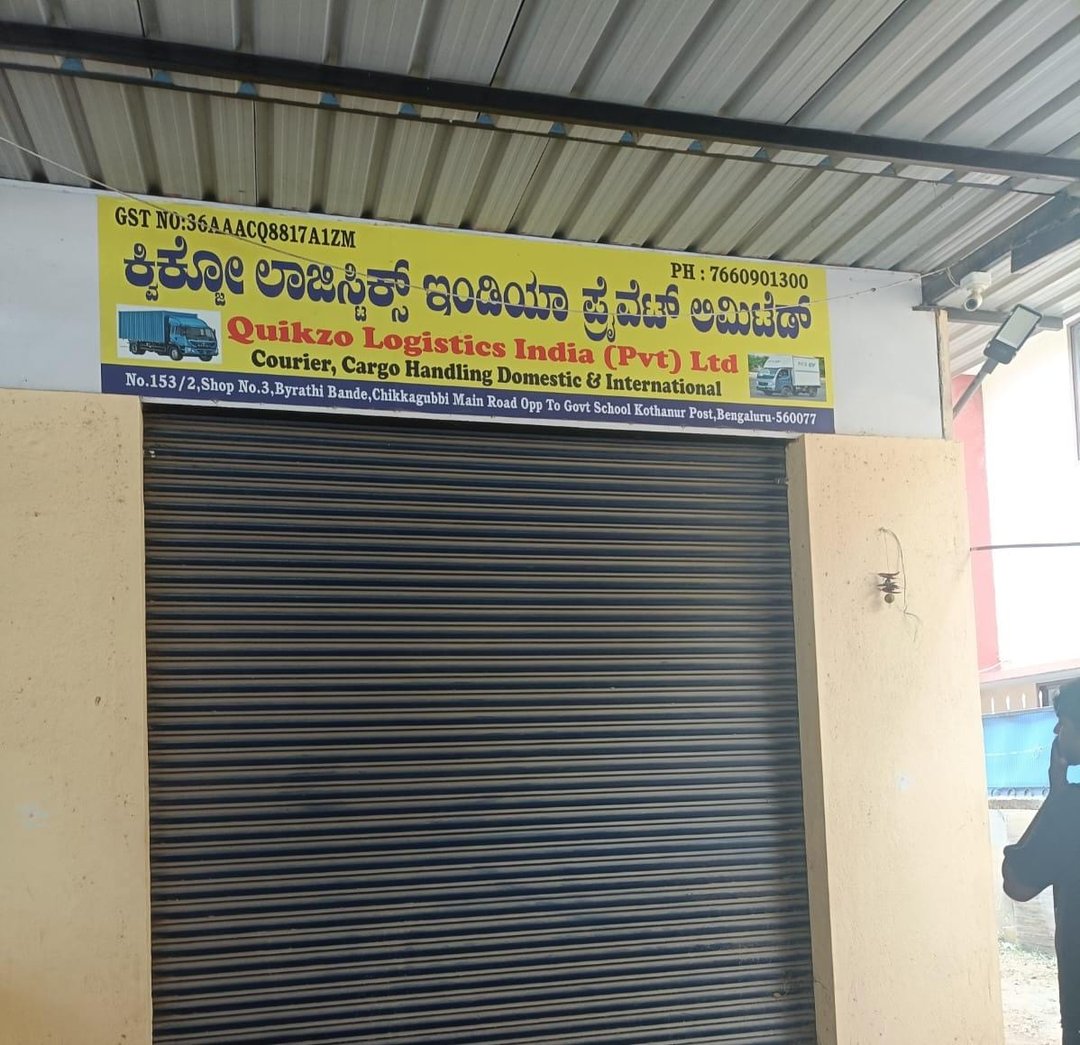 GST NO:36AAACQ8817A1ZM
PH : 7660901300
ಕ್ವಿಕ್ಜೋ ಲಾಜಿಸ್ಟಿಕ್ಸ್ ಇಂಡಿಯಾ ಪ್ರೈವೆಟ್ ಲಿಮಿಟೆಡ್
Quikzo Logistics India (Pvt) Ltd
Courier, Cargo Handling Domestic & International
No.153/2,Shop No.3,Byrathi Bande,Chikkagubbi Main Road Opp To Govt School Kothanur Post,Bengaluru-560077